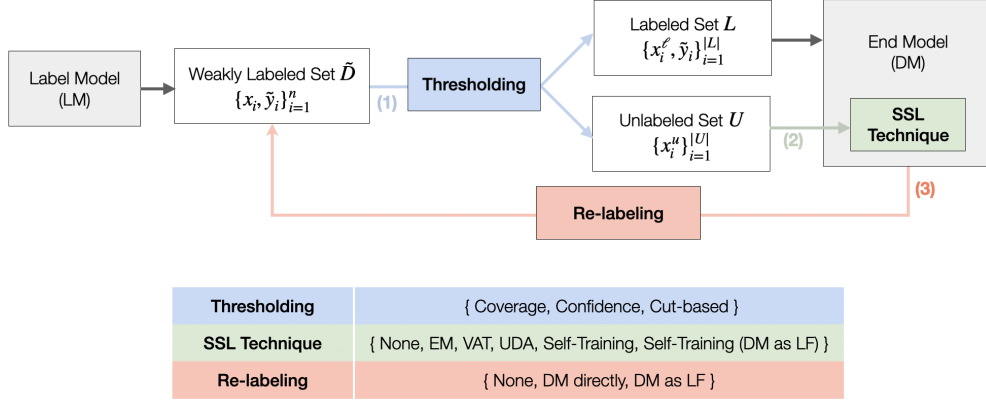 Label Model
(LM)
Weakly Labeled Set D̃
{x_i, ỹ_i}_{i=1}^n
(1)
Thresholding
Labeled Set L
{x_i^ℓ, ỹ_i}_{i=1}^{|L|}
Unlabeled Set U
{x_i^u}_{i=1}^{|U|}
(2)
End Model
(DM)
SSL
Technique
(3)
Re-labeling
Thresholding { Coverage, Confidence, Cut-based }
SSL Technique { None, EM, VAT, UDA, Self-Training, Self-Training (DM as LF) }
Re-labeling { None, DM directly, DM as LF }